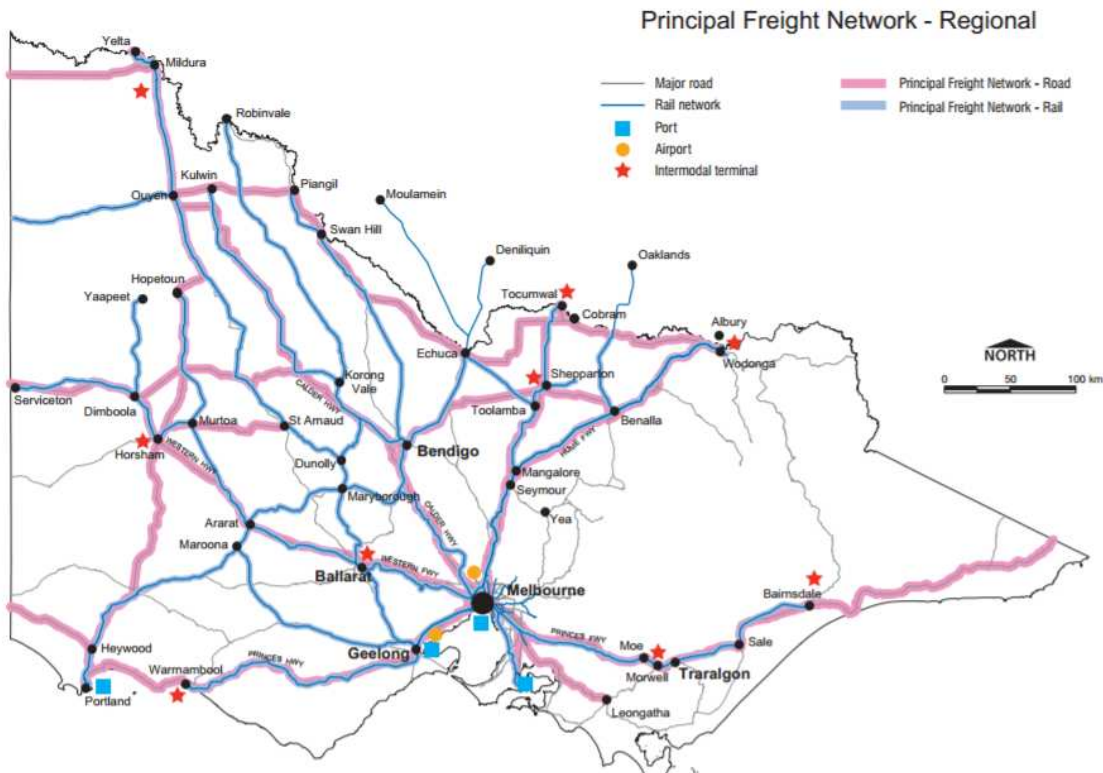 Principal Freight Network - Regional
Major road
Rail network
Port
Airport
Intermodal terminal
Principal Freight Network - Road
Principal Freight Network - Rail
Yelta
Mildura
Robinvale
Kulwin
Ouyen
Piangil
Moulamein
Swan Hill
Deniliquin
Oaklands
Hopetoun
Yaapeet
Tocumwal
Cobram
Albury
Wodonga
NORTH
0 50 100 km
Echuca
Shepparton
Korong
Vale
CALDER HWY
Toolamba
Serviceton
Dimboola
Murtoa
St Arnaud
Benalla
Horsham
WESTERN HWY
Bendigo
HUME FWY
Dunolly
Mangalore
Seymour
Maryborough
CALDER HWY
Yea
Ararat
Maroona
Ballarat
WESTERN FWY
Melbourne
Bairnsdale
PRINCES FWY
Heywood
Geelong
Moe
Sale
Warrnambool
PRINCES HWY
Morwell
Traralgon
Portland
Leongatha